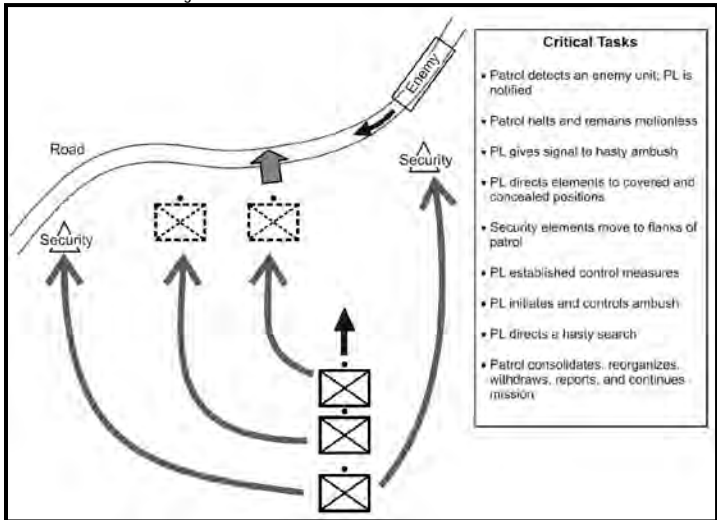 Enemy
Road
Security
Security
Critical Tasks
• Patrol detects an enemy unit; PL is
notified
• Patrol halts and remains motionless
• PL gives signal to hasty ambush
• PL directs elements to covered and
concealed positions
• Security elements move to flanks of
patrol
• PL established control measures
• PL initiates and controls ambush
• PL directs a hasty search
• Patrol consolidates, reorganizes,
withdraws, reports, and continues
mission